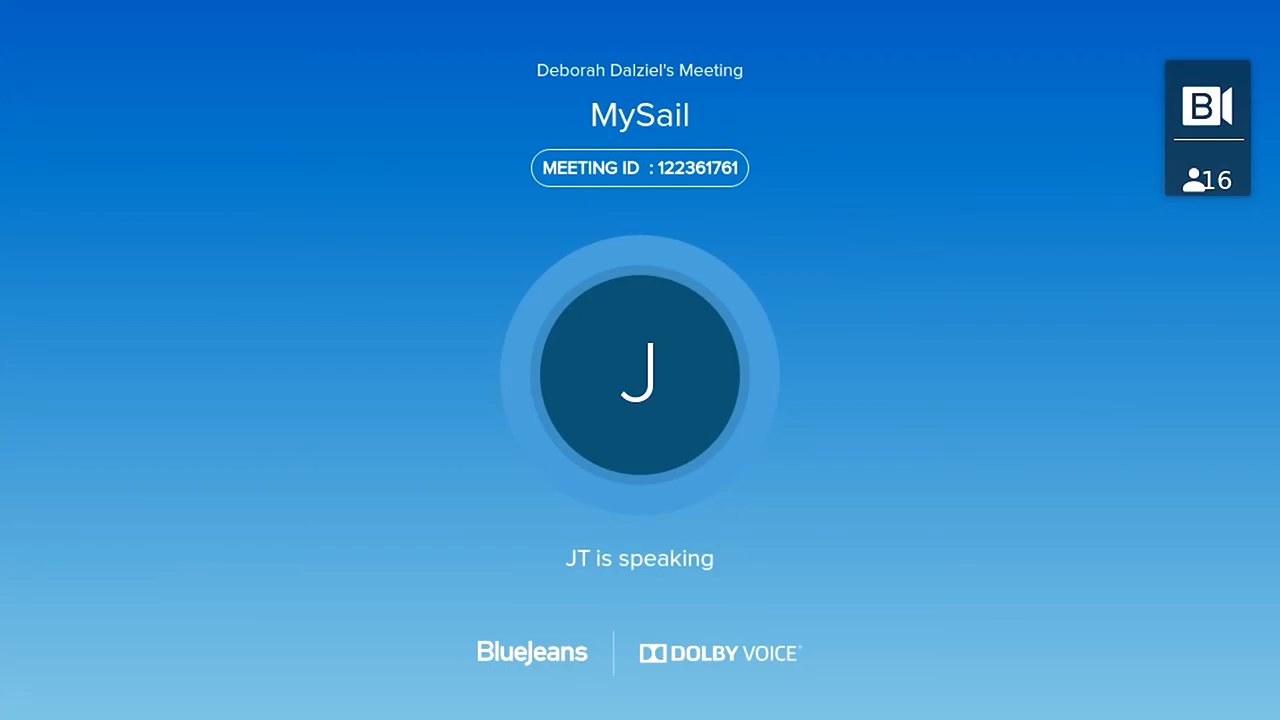 Deborah Dalziel's Meeting
MySail
MEETING ID : 122361761
B
16
J
JT is speaking
BlueJeans
DOLBY VOICE